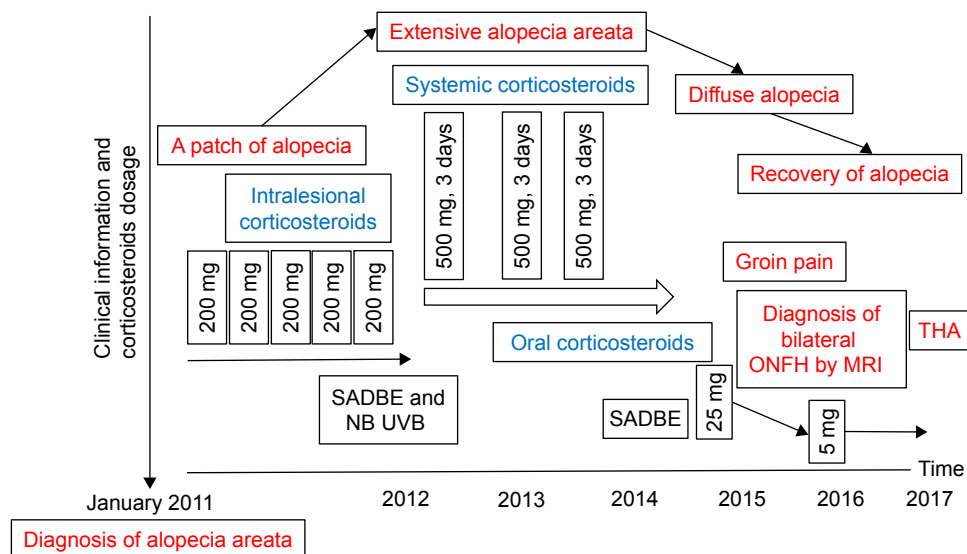 Clinical information and
corticosteroids dosage
Extensive alopecia areata
Systemic corticosteroids
Diffuse alopecia
A patch of alopecia
Recovery of alopecia
Intralesional
corticosteroids
500 mg, 3 days
500 mg, 3 days
500 mg, 3 days
200 mg
200 mg
200 mg
200 mg
200 mg
Groin pain
Diagnosis of
bilateral
ONFH by MRI
THA
Oral corticosteroids
SADBE and
NB UVB
SADBE
25 mg
5 mg
Time
January 2011
2012
2013
2014
2015
2016
2017
Diagnosis of alopecia areata